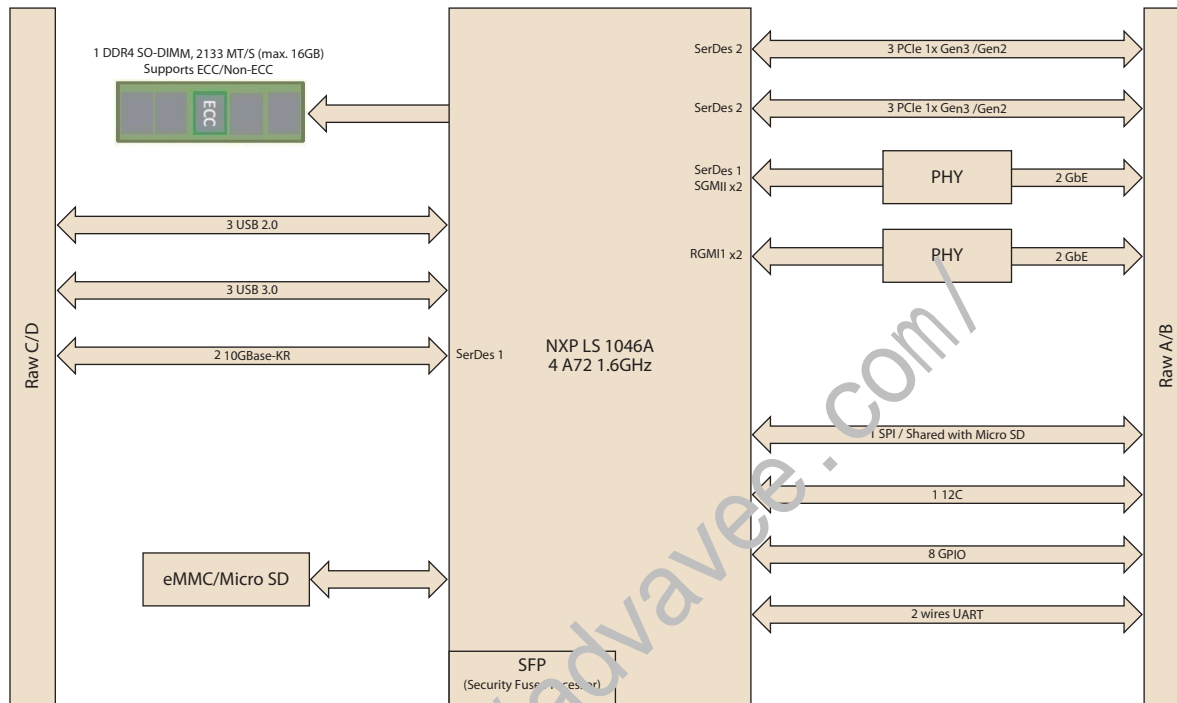 1 DDR4 SO-DIMM, 2133 MT/S (max. 16GB)
Supports ECC/Non-ECC
ECC
SerDes 2
3 PCIe 1x Gen3 /Gen2
SerDes 2
3 PCIe 1x Gen3 /Gen2
SerDes 1
SGMII x2
PHY
2 GbE
3 USB 2.0
RGMI1 x2
PHY
2 GbE
3 USB 3.0
Raw C/D
2 10GBase-KR
SerDes 1
NXP LS 1046A
4 A72 1.6GHz
Raw A/B
1 SPI / Shared with Micro SD
1 12C
8 GPIO
eMMC/Micro SD
2 wires UART
SFP
(Security Fuse
advavee.com/